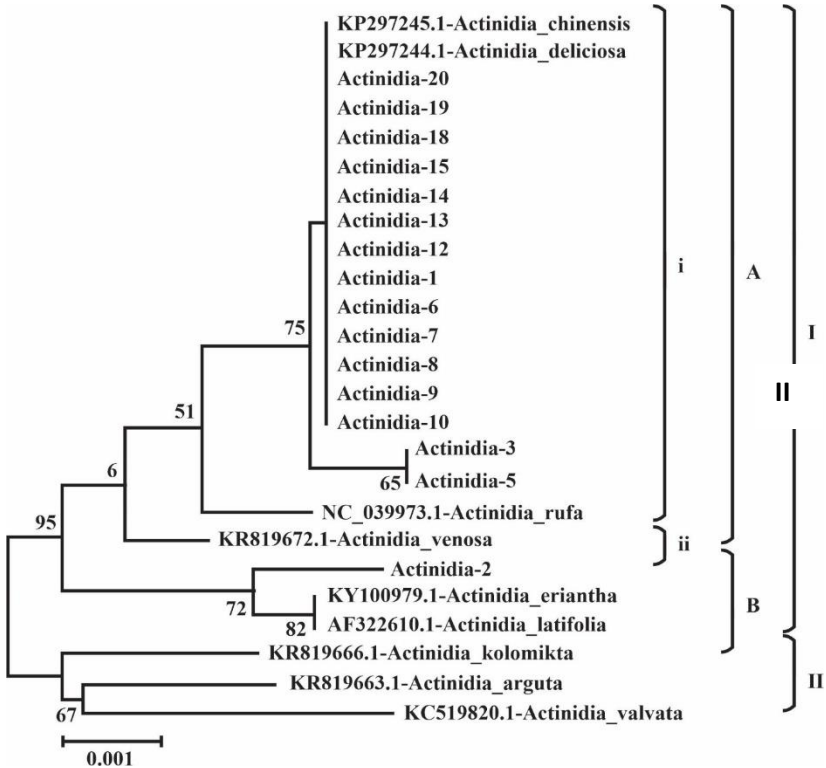 KP297245.1-Actinidia_chinensis
KP297244.1-Actinidia_deliciosa
Actinidia-20
Actinidia-19
Actinidia-18
Actinidia-15
Actinidia-14
Actinidia-13
Actinidia-12
Actinidia-1
Actinidia-6
Actinidia-7
Actinidia-8
Actinidia-9
Actinidia-10
Actinidia-3
Actinidia-5
NC_039973.1-Actinidia_rufa
KR819672.1-Actinidia_venosa
Actinidia-2
KY100979.1-Actinidia_eriantha
AF322610.1-Actinidia_latifolia
KR819666.1-Actinidia_kolomikta
KR819663.1-Actinidia_arguta
KC519820.1-Actinidia_valvata
75
51
65
6
95
72
82
67
i
A
I
II
ii
B
II
0.001